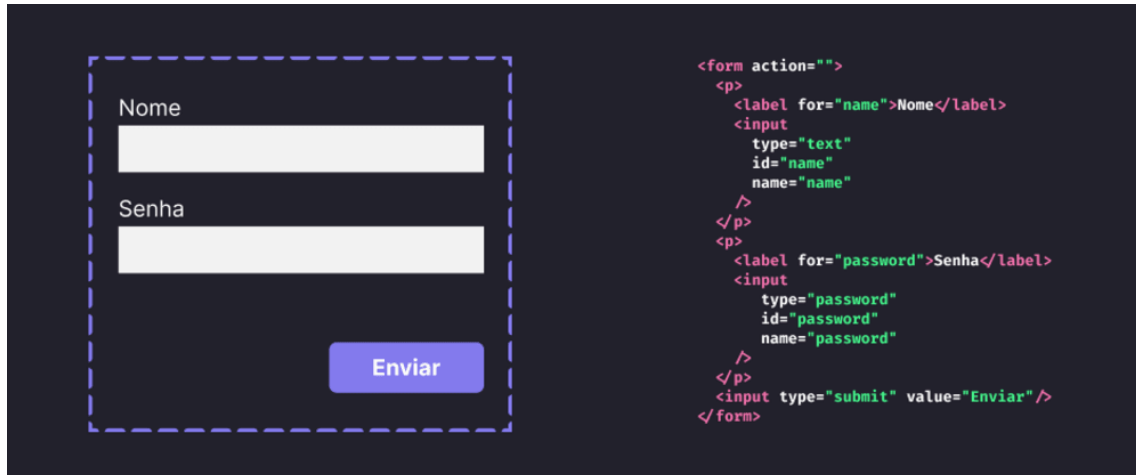 Nome
Senha
Enviar
<form action="">
<p>
<label for="name">Nome</label>
<input
type="text"
id="name"
name="name"
/>
</p>
<p>
<label for="password">Senha</label>
<input
type="password"
id="password"
name="password"
/>
</p>
<input type="submit" value="Enviar"/>
</form>